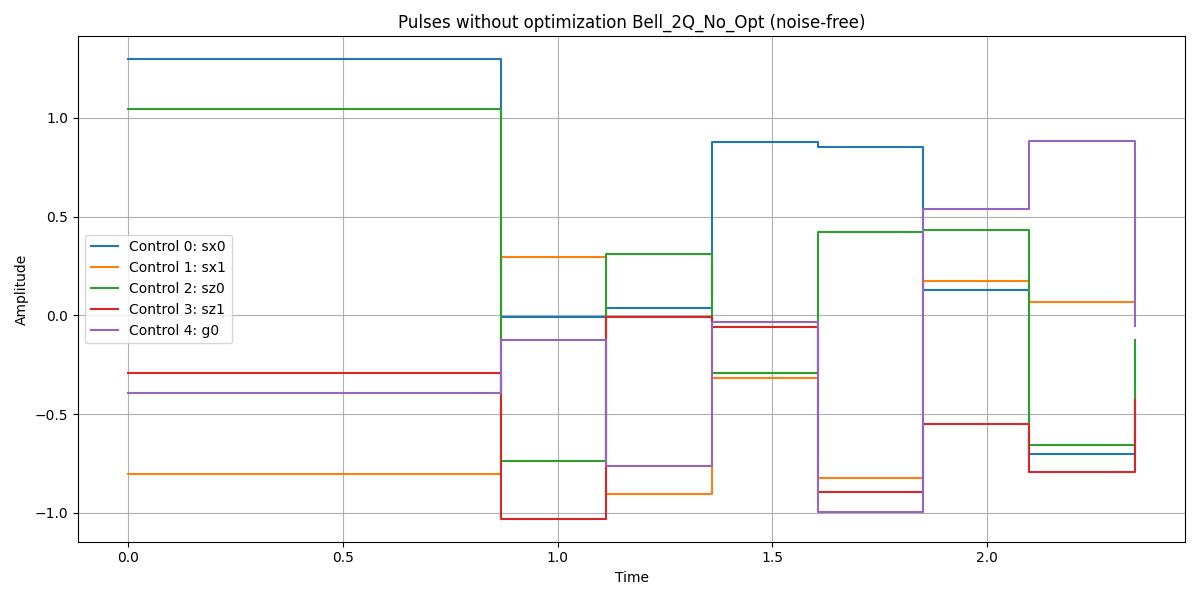 Pulses without optimization Bell_2Q_No_Opt (noise-free)
Amplitude
1.0
0.5
0.0
−0.5
−1.0
Control 0: sx0
Control 1: sx1
Control 2: sz0
Control 3: sz1
Control 4: g0
0.0 0.5 1.0 1.5 2.0
Time